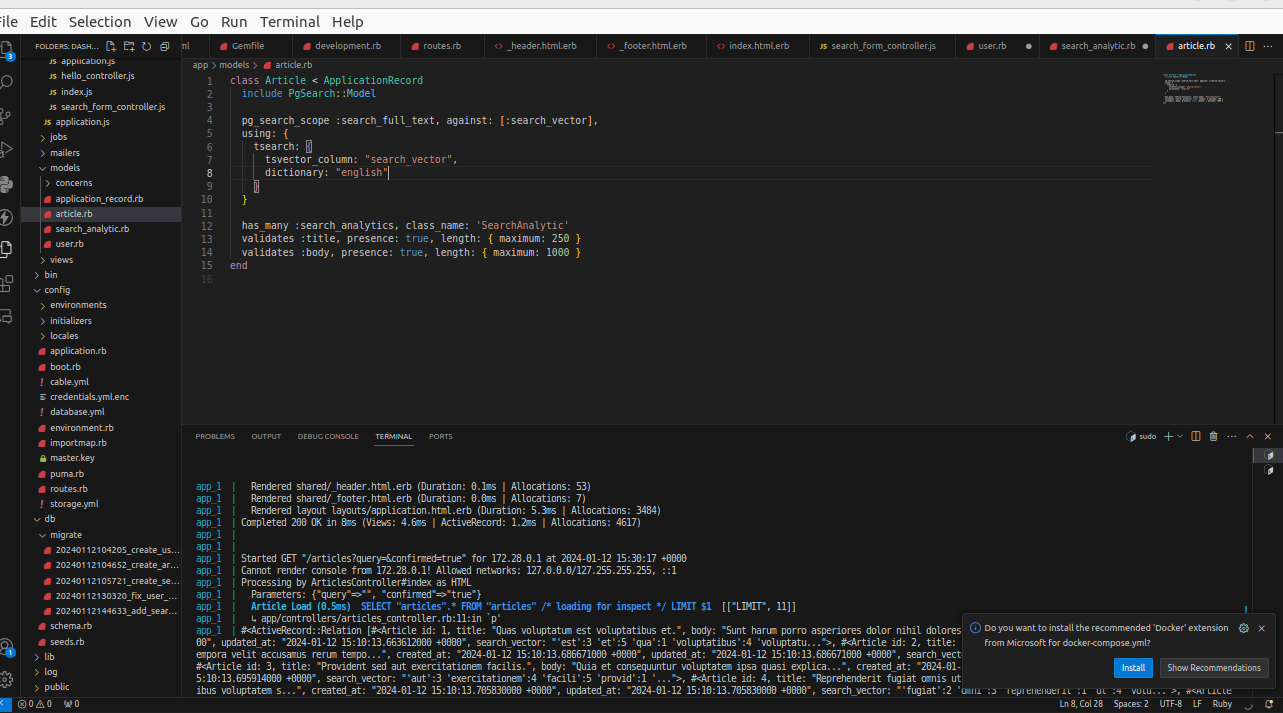 File Edit Selection View Go Run Terminal Help
FOLDERS: DASH...
ml Gemfile development.rb routes.rb _header.html.erb _footer.html.erb index.html.erb JS search_form_controller.js user.rb search_analytic.rb article.rb
3
JS application.js
JS hello_controller.js
JS index.js
JS search_form_controller.js
JS application.js
jobs
mailers
models
concerns
application_record.rb
article.rb
search_analytic.rb
user.rb
views
bin
config
environments
initializers
locales
application.rb
boot.rb
! cable.yml
credentials.yml.enc
! database.yml
environment.rb
importmap.rb
master.key
puma.rb
routes.rb
! storage.yml
db
migrate
20240112104205_create_us...
20240112104652_create_ar...
20240112105721_create_se...
20240112130320_fix_user_...
20240112144633_add_sear...
schema.rb
seeds.rb
lib
log
public
1
app > models > article.rb
1 class Article < ApplicationRecord
2 include PgSearch::Model
3
4 pg_search_scope :search_full_text, against: [:search_vector],
5 using: {
6 tsearch: {
7 tsvector_column: "search_vector",
8 dictionary: "english"
9 }
10 }
11
12 has_many :search_analytics, class_name: 'SearchAnalytic'
13 validates :title, presence: true, length: { maximum: 250 }
14 validates :body, presence: true, length: { maximum: 1000 }
15 end
16
PROBLEMS OUTPUT DEBUG CONSOLE TERMINAL PORTS
sudo
app_1 | Rendered shared/_header.html.erb (Duration: 0.1ms | Allocations: 53)
app_1 | Rendered shared/_footer.html.erb (Duration: 0.0ms | Allocations: 7)
app_1 | Rendered layout layouts/application.html.erb (Duration: 5.3ms | Allocations: 3484)
app_1 | Completed 200 OK in 8ms (Views: 4.6ms | ActiveRecord: 1.2ms | Allocations: 4617)
app_1 |
app_1 |
app_1 | Started GET "/articles?query=&confirmed=true" for 172.28.0.1 at 2024-01-12 15:30:17 +0000
app_1 | Cannot render console from 172.28.0.1! Allowed networks: 127.0.0.0/127.255.255.255, ::1
app_1 | Processing by ArticlesController#index as HTML
app_1 | Parameters: {"query"=>"", "confirmed"=>"true"}
app_1 | Article Load (0.5ms) SELECT "articles".* FROM "articles" /* loading for inspect */ LIMIT $1 [["LIMIT", 11]]
app_1 | ↳ app/controllers/articles_controller.rb:11:in `p'
app_1 | #<ActiveRecord::Relation [#<Article id: 1, title: "Quas voluptatum est voluptatibus et.", body: "Sunt harum porro asperiores dolor nihil dolores
00", updated_at: "2024-01-12 15:10:13.663612000 +0000", search_vector: "'est':3 'et':5 'qua':1 'voluptatibus':4 'voluptatu...">, #<Article id: 2, title:
empora velit accusamus rerum tempo...", created_at: "2024-01-12 15:10:13.686671000 +0000", updated_at: "2024-01-12 15:10:13.686671000 +0000", search_vect
#<Article id: 3, title: "Provident sed aut exercitationem facilis.", body: "Quia et consequuntur voluptatem ipsa quasi explica...", created_at: "2024-01-
5:10:13.695914000 +0000", search_vector: "'aut':3 'exercitationem':4 'facili':5 'provid':1 '...">, #<Article id: 4, title: "Reprehenderit fugiat omnis ut
ibus voluptatem s...", created_at: "2024-01-12 15:10:13.705830000 +0000", updated_at: "2024-01-12 15:10:13.705830000 +0000", search_vector: "'fugiat':2 'omni':3 'reprehenderit':1 'ut':4 'volu...">, #<Article
Do you want to install the recommended 'Docker' extension
from Microsoft for docker-compose.yml?
Install Show Recommendations
0 0 0 Ln 8, Col 28 Spaces: 2 UTF-8 LF Ruby